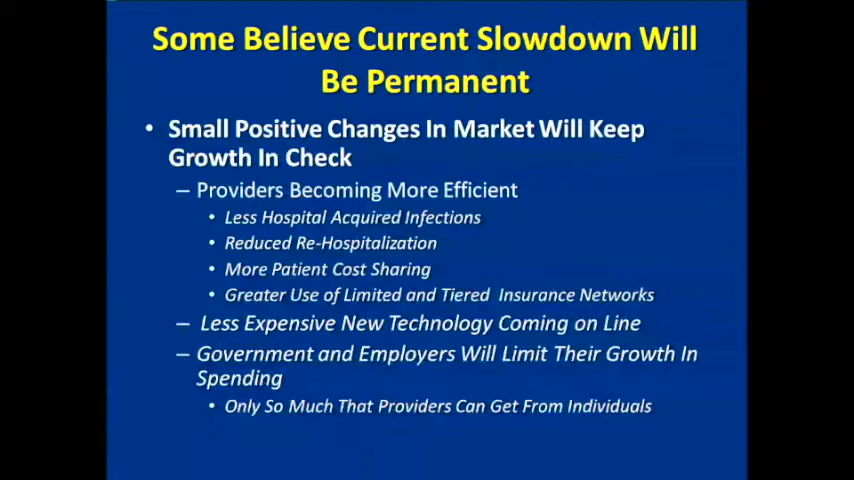 Some Believe Current Slowdown Will
Be Permanent
• Small Positive Changes In Market Will Keep
Growth In Check
– Providers Becoming More Efficient
• Less Hospital Acquired Infections
• Reduced Re-Hospitalization
• More Patient Cost Sharing
• Greater Use of Limited and Tiered Insurance Networks
– Less Expensive New Technology Coming on Line
– Government and Employers Will Limit Their Growth In
Spending
• Only So Much That Providers Can Get From Individuals